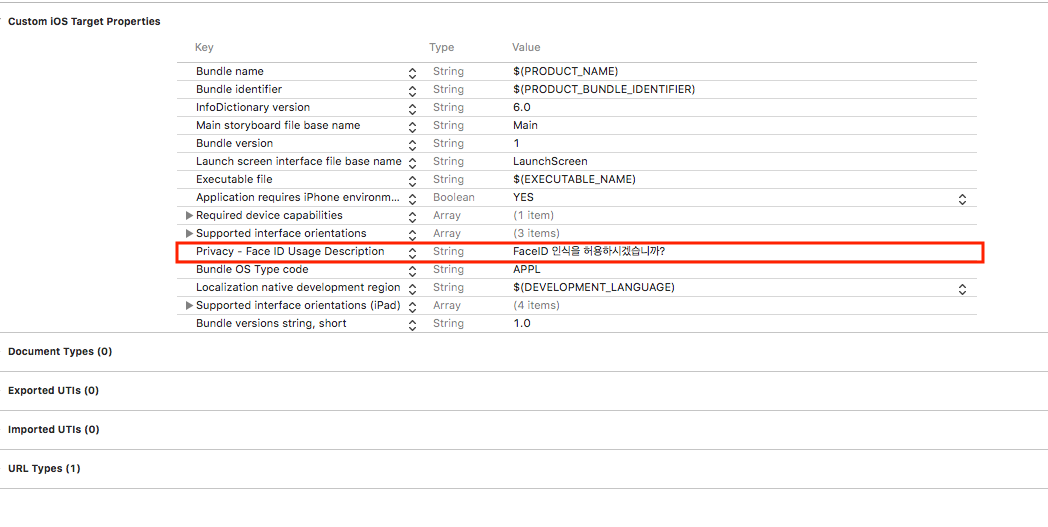 Custom iOS Target Properties
Key Type Value
Bundle name String $(PRODUCT_NAME)
Bundle identifier String $(PRODUCT_BUNDLE_IDENTIFIER)
InfoDictionary version String 6.0
Main storyboard file base name String Main
Bundle version String 1
Launch screen interface file base name String LaunchScreen
Executable file String $(EXECUTABLE_NAME)
Application requires iPhone environm... Boolean YES
Required device capabilities Array (1 item)
Supported interface orientations Array (3 items)
Privacy - Face ID Usage Description String FaceID 인식을 허용하시겠습니까?
Bundle OS Type code String APPL
Localization native development region String $(DEVELOPMENT_LANGUAGE)
Supported interface orientations (iPad) Array (4 items)
Bundle versions string, short String 1.0
Document Types (0)
Exported UTIs (0)
Imported UTIs (0)
URL Types (1)